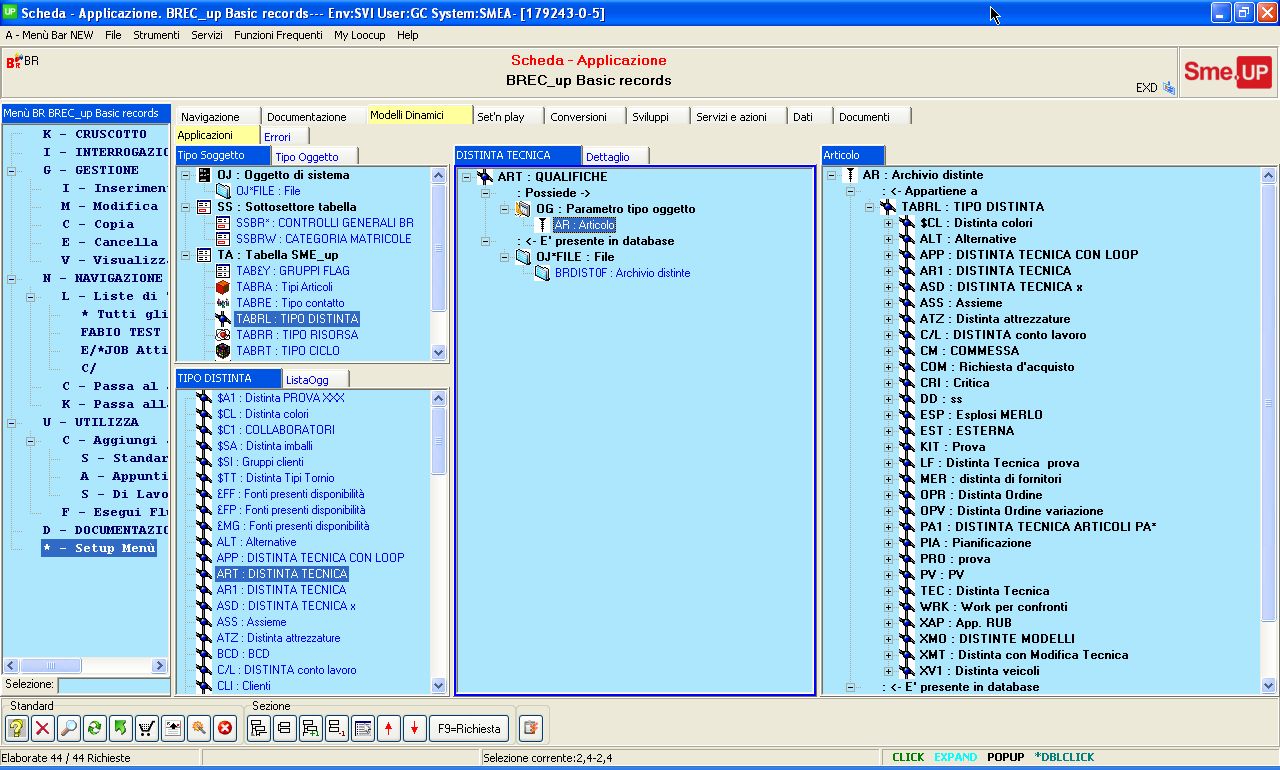 UP Scheda - Applicazione. BREC_up Basic records--- Env:SVI User:GC System:SMEA- [179243-0-5]
A - Menù Bar NEW File Strumenti Servizi Funzioni Frequenti My Loocup Help
BR BR
Scheda - Applicazione
BREC_up Basic records
EXD
Sme.UP
Menù BR BREC_up Basic records
K - CRUSCOTTO
I - INTERROGAZIO
G - GESTIONE
I - Inserimen
M - Modifica
C - Copia
E - Cancella
V - Visualizz
N - NAVIGAZIONE
L - Liste di
* Tutti gli
FABIO TEST
E/*JOB Atti
C/
C - Passa al
K - Passa all
U - UTILIZZA
C - Aggiungi
S - Standar
A - Appunti
S - Di Lavo
F - Esegui Flu
D - DOCUMENTAZIO
* - Setup Menù
Selezione:
Navigazione Documentazione Modelli Dinamici Set'n play Conversioni Sviluppi Servizi e azioni Dati Documenti
Applicazioni Errori
Tipo Soggetto Tipo Oggetto
OJ : Oggetto di sistema
OJ*FILE : File
SS : Sottosettore tabella
SSBR* : CONTROLLI GENERALI BR
SSBRW : CATEGORIA MATRICOLE
TA : Tabella SME_up
TAB£Y : GRUPPI FLAG
TABRA : Tipi Articoli
TABRE : Tipo contatto
TABRL : TIPO DISTINTA
TABRR : TIPO RISORSA
TABRT : TIPO CICLO
TIPO DISTINTA ListaOgg
$A1 : Distinta PROVA XXX
$CL : Distinta colori
$C1 : COLLABORATORI
$SA : Distinta imballi
$SI : Gruppi clienti
$TT : Distinta Tipi Tornio
£FF : Fonti presenti disponibilità
£FP : Fonti presenti disponibilità
£MG : Fonti presenti disponibilità
ALT : Alternative
APP : DISTINTA TECNICA CON LOOP
ART : DISTINTA TECNICA
AR1 : DISTINTA TECNICA
ASD : DISTINTA TECNICA x
ASS : Assieme
ATZ : Distinta attrezzature
BCD : BCD
C/L : DISTINTA conto lavoro
CLI : Clienti
DISTINTA TECNICA Dettaglio
ART : QUALIFICHE
: Possiede ->
OG : Parametro tipo oggetto
AR : Articolo
: <- E' presente in database
OJ*FILE : File
BRDIST0F : Archivio distinte
Articolo
AR : Archivio distinte
: <- Appartiene a
TABRL : TIPO DISTINTA
$CL : Distinta colori
ALT : Alternative
APP : DISTINTA TECNICA CON LOOP
AR1 : DISTINTA TECNICA
ASD : DISTINTA TECNICA x
ASS : Assieme
ATZ : Distinta attrezzature
C/L : DISTINTA conto lavoro
CM : COMMESSA
COM : Richiesta d'acquisto
CRI : Critica
DD : ss
ESP : Esplosi MERLO
EST : ESTERNA
KIT : Prova
LF : Distinta Tecnica prova
MER : distinta di fornitori
OPR : Distinta Ordine
OPV : Distinta Ordine variazione
PA1 : DISTINTA TECNICA ARTICOLI PA*
PIA : Pianificazione
PRO : prova
PV : PV
TEC : Distinta Tecnica
WRK : Work per confronti
XAP : App. RUB
XMO : DISTINTE MODELLI
XMT : Distinta con Modifica Tecnica
XV1 : Distinta veicoli
: <- E' presente in database
Standard Sezione
F9=Richiesta
Elaborate 44 / 44 Richieste
Selezione corrente:2,4-2,4
CLICK EXPAND POPUP *DBLCLICK